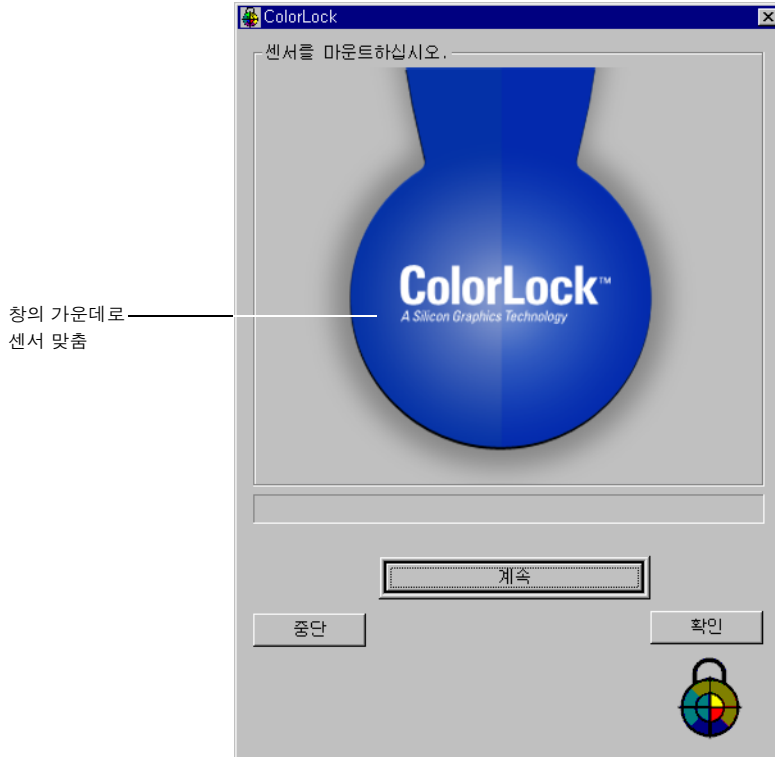 ColorLock
센서를 마운트하십시오.
ColorLock™
A Silicon Graphics Technology
창의 가운데로
센서 맞춤
계속
중단
확인